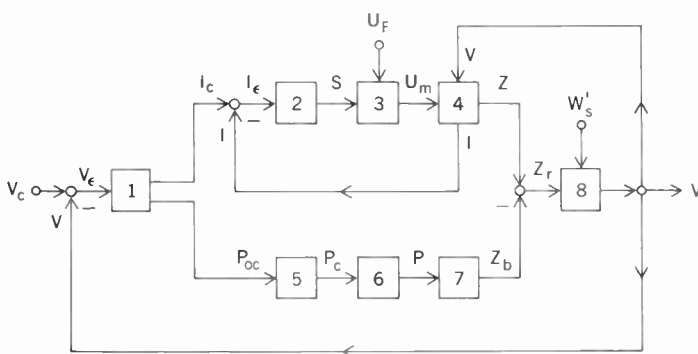 U_F
V
I_c
I_ε
2
S
3
U_m
4
Z
W'_s
I
−
I
V_c
V_ε
1
Z_r
8
V
V
−
−
P_oc
5
P_c
6
P
7
Z_b